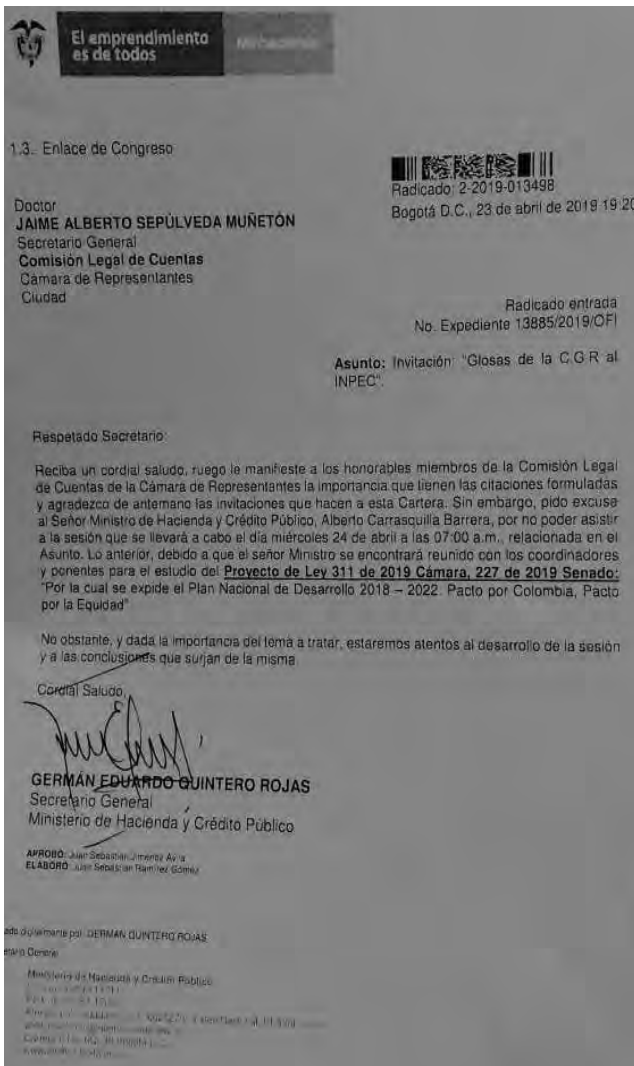 El emprendimiento
es de todos
Minhacienda
1.3. Enlace de Congreso
Radicado: 2-2019-013498
Bogotá D.C., 23 de abril de 2019 19:20
Doctor
JAIME ALBERTO SEPÚLVEDA MUÑETÓN
Secretario General
Comisión Legal de Cuentas
Cámara de Representantes
Ciudad
Radicado entrada
No. Expediente 13885/2019/OFI
Asunto: Invitación: "Glosas de la C.G.R al
INPEC".
Respetado Secretario:
Reciba un cordial saludo, ruego le manifieste a los honorables miembros de la Comisión Legal
de Cuentas de la Cámara de Representantes la importancia que tienen las citaciones formuladas
y agradezco de antemano las invitaciones que hacen a esta Cartera. Sin embargo, pido excusa
al Señor Ministro de Hacienda y Crédito Público, Alberto Carrasquilla Barrera, por no poder asistir
a la sesión que se llevará a cabo el día miércoles 24 de abril a las 07:00 a.m., relacionada en el
Asunto. Lo anterior, debido a que el señor Ministro se encontrará reunido con los coordinadores
y ponentes para el estudio del Proyecto de Ley 311 de 2019 Cámara, 227 de 2019 Senado:
"Por la cual se expide el Plan Nacional de Desarrollo 2018 – 2022. Pacto por Colombia, Pacto
por la Equidad"
No obstante, y dada la importancia del tema a tratar, estaremos atentos al desarrollo de la sesión
y a las conclusiones que surjan de la misma
Cordial Saludo,
GERMÁN EDUARDO QUINTERO ROJAS
Secretario General
Ministerio de Hacienda y Crédito Público
APROBÓ: Juan Sebastian Jimenez Avila
ELABORÓ: Juan Sebastian Ramirez Gómez
digitalmente por: GERMAN QUINTERO ROJAS
General
Ministerio de Hacienda y Crédito Público